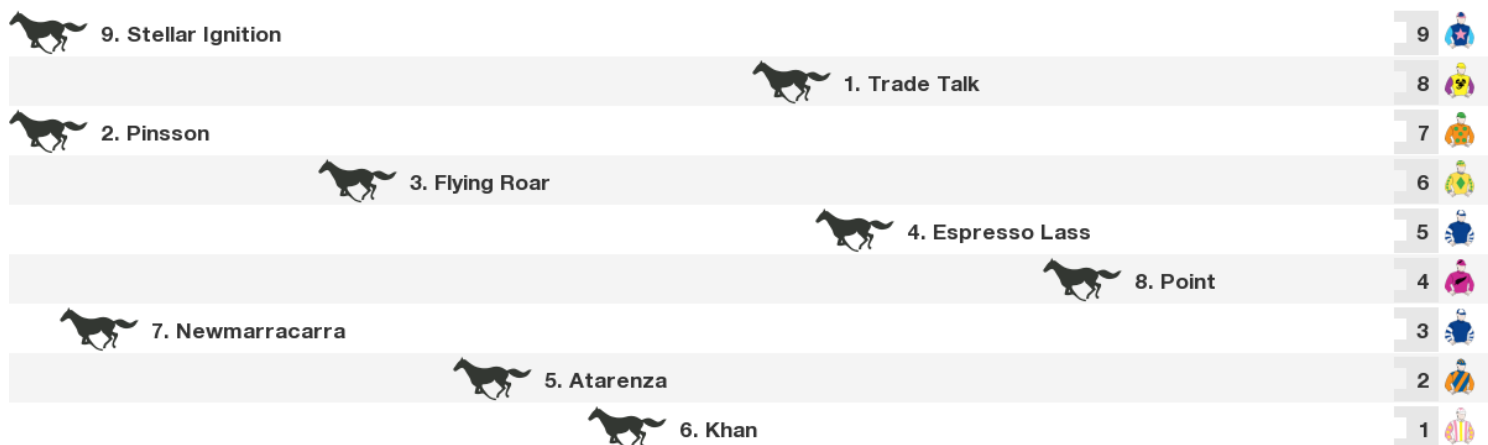 9. Stellar Ignition 9
1. Trade Talk 8
2. Pinsson 7
3. Flying Roar 6
4. Espresso Lass 5
8. Point 4
7. Newmarracarra 3
5. Atarenza 2
6. Khan 1